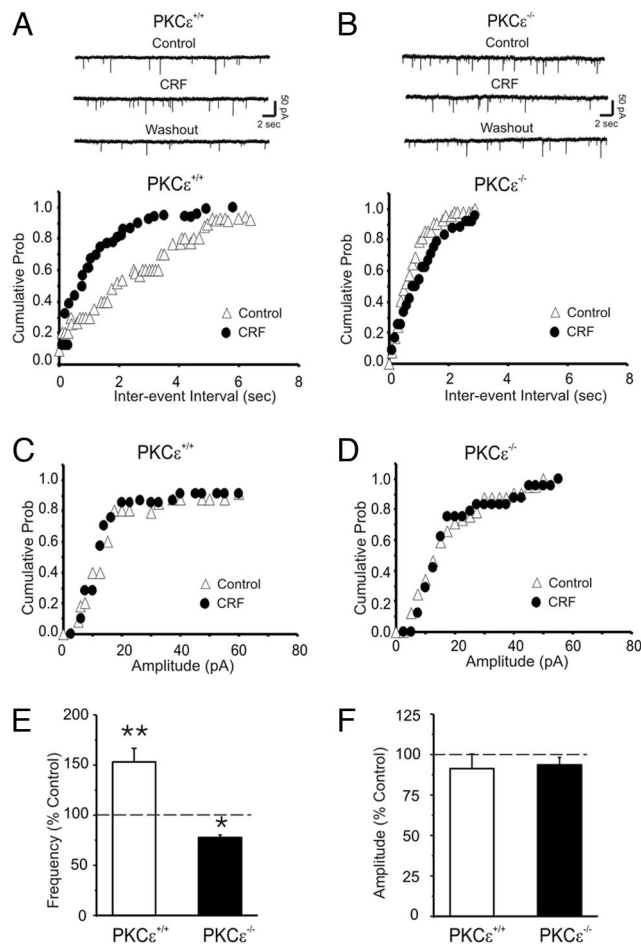 A
PKCε+/+
Control
CRF
50 pA
2 sec
Washout
PKCε+/+
Cumulative Prob
1.0
0.8
0.6
0.4
0.2
0.0
Control
CRF
0 2 4 6 8
Inter-event Interval (sec)
B
PKCε-/-
Control
CRF
50 pA
2 sec
Washout
PKCε-/-
Cumulative Prob
1.0
0.8
0.6
0.4
0.2
0.0
Control
CRF
0 2 4 6 8
Inter-event Interval (sec)
C
PKCε+/+
Cumulative Prob
1.0
0.8
0.6
0.4
0.2
0.0
Control
CRF
0 20 40 60 80
Amplitude (pA)
D
PKCε-/-
Cumulative Prob
1.0
0.8
0.6
0.4
0.2
0.0
Control
CRF
0 20 40 60 80
Amplitude (pA)
E
Frequency (% Control)
200
150
100
50
0
**
*
PKCε+/+ PKCε-/-
F
Amplitude (% Control)
125
100
75
50
25
0
PKCε+/+ PKCε-/-